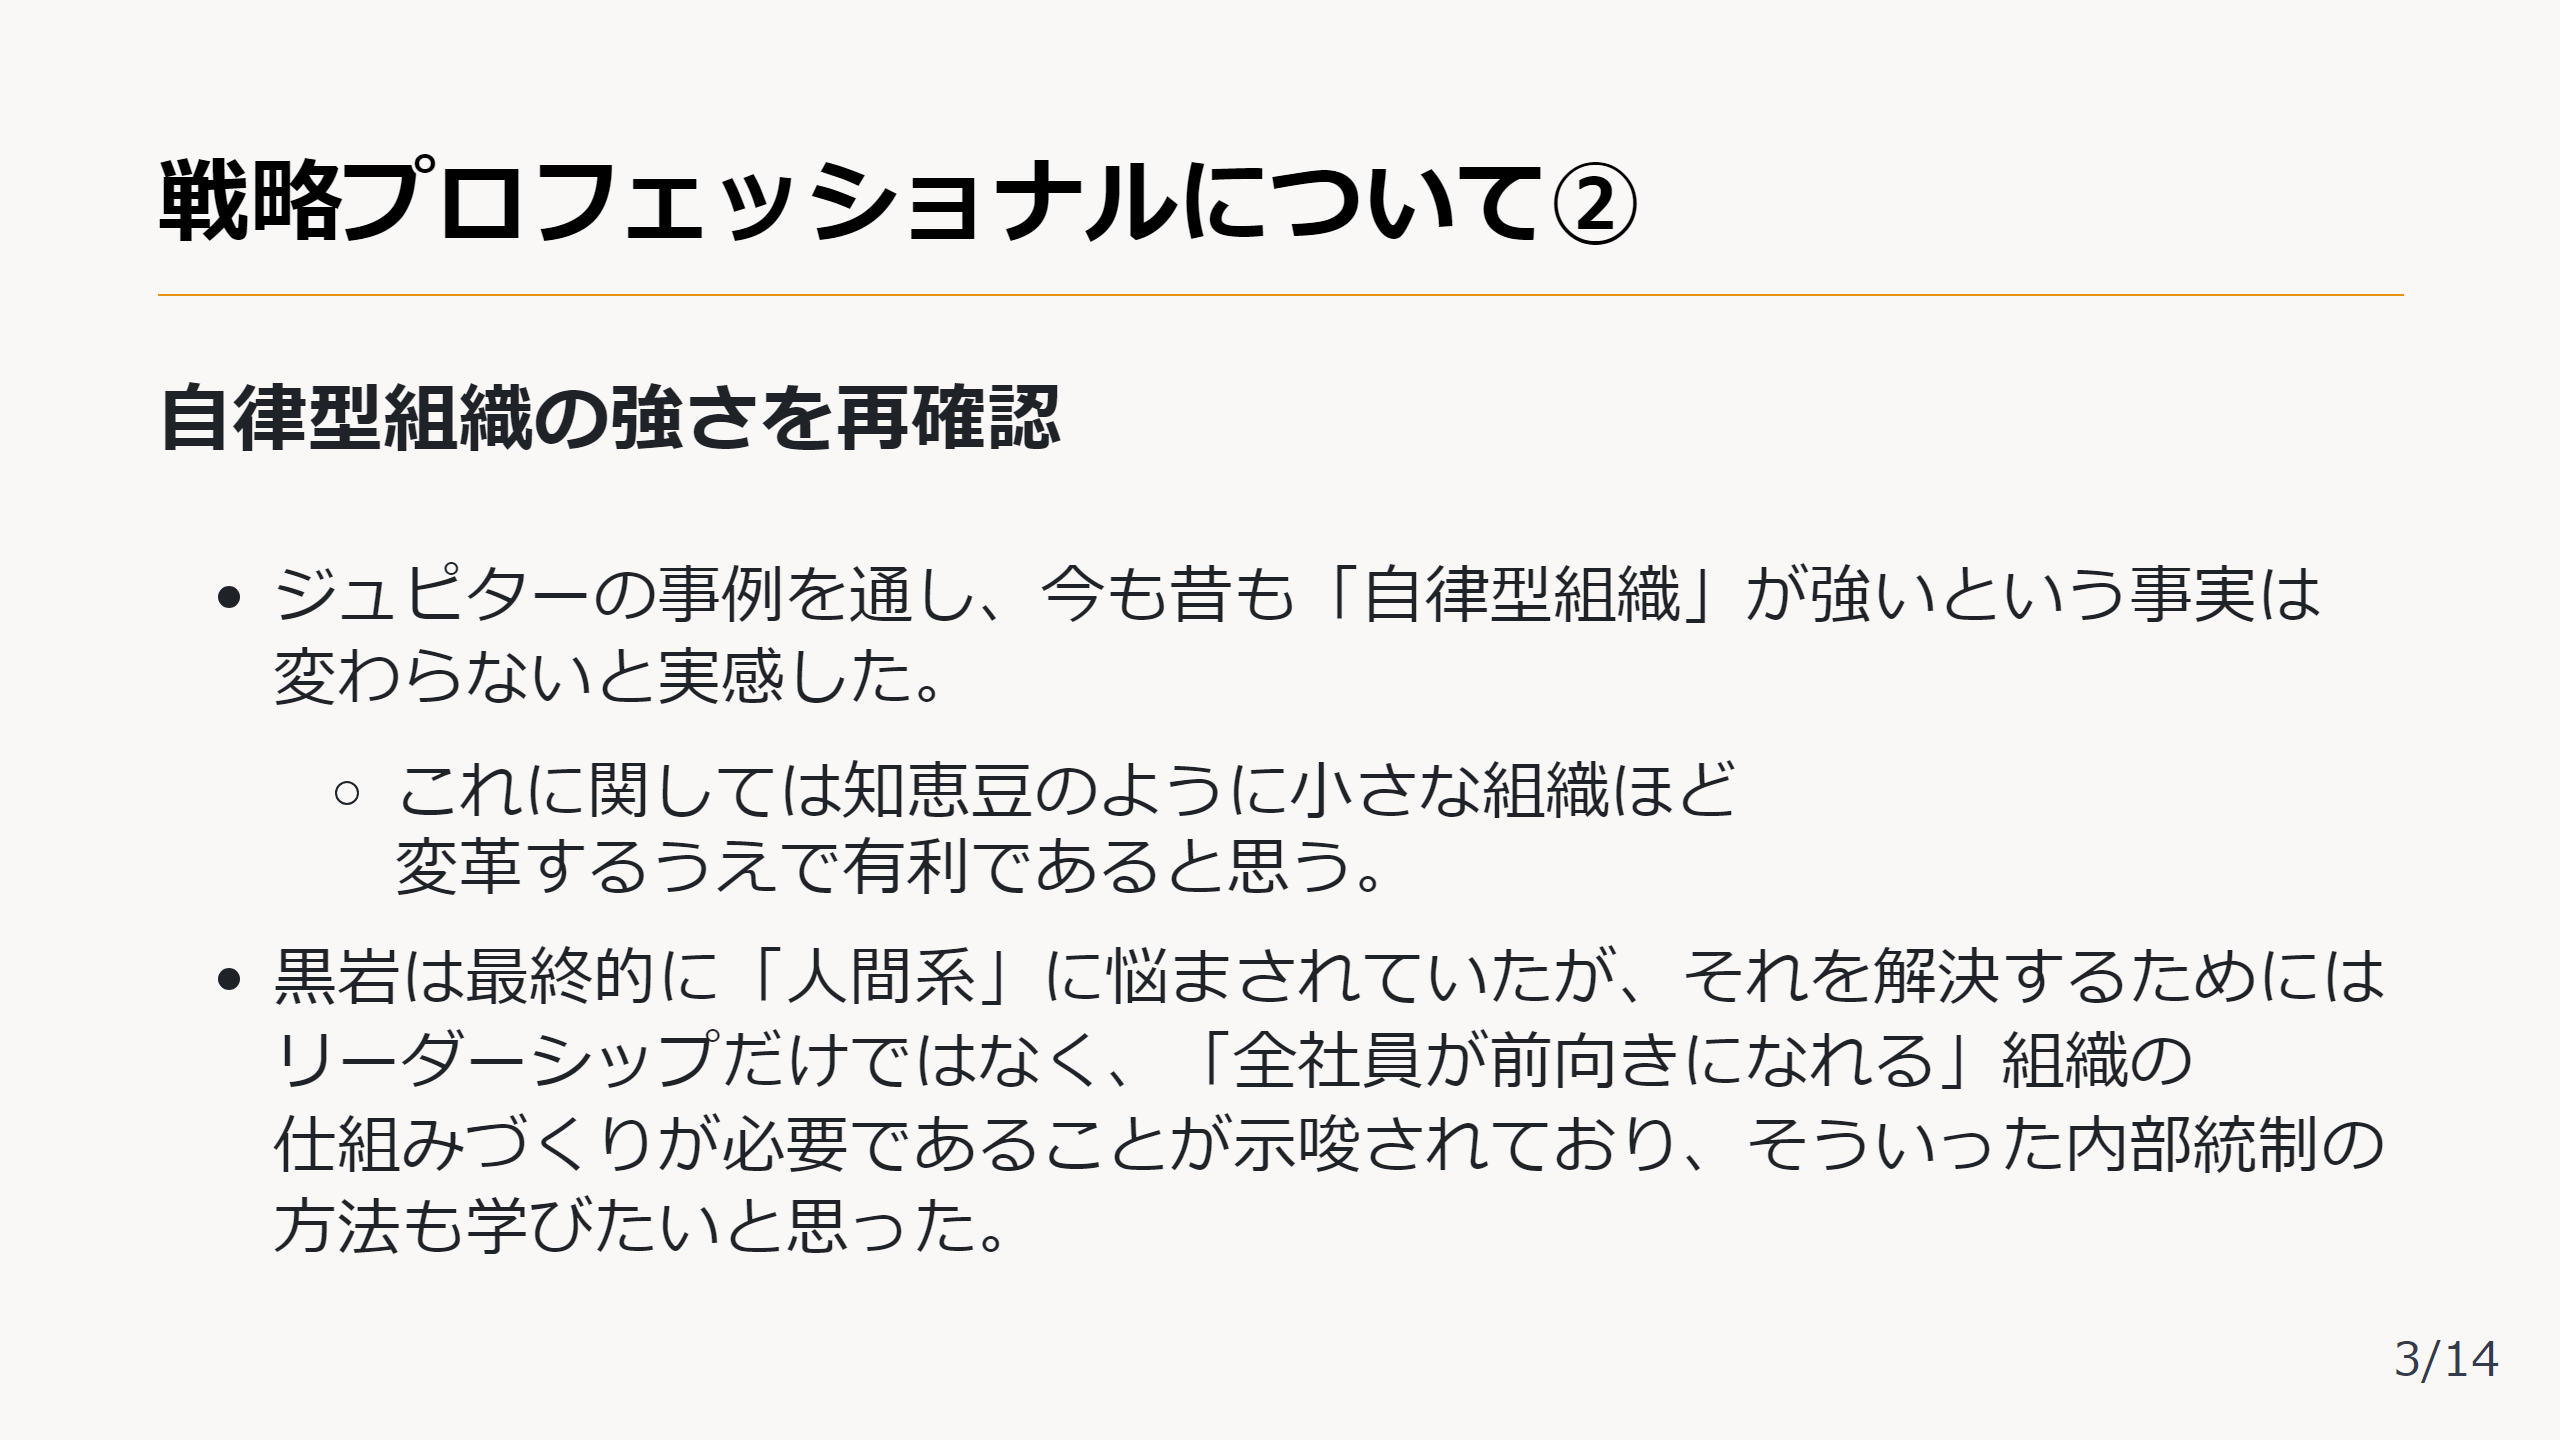 戦略プロフェッショナルについて②
自律型組織の強さを再確認
• ジュピターの事例を通し、今も昔も「自律型組織」が強いという事実は
変わらないと実感した。
○ これに関しては知恵豆のように小さな組織ほど
変革するうえで有利であると思う。
• 黒岩は最終的に「人間系」に悩まされていたが、それを解決するためには
リーダーシップだけではなく、「全社員が前向きになれる」組織の
仕組みづくりが必要であることが示唆されており、そういった内部統制の
方法も学びたいと思った。
3/14